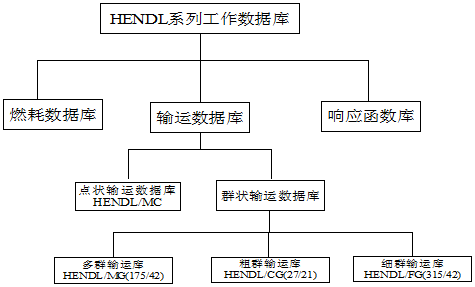 HENDL系列工作数据库
燃耗数据库
输运数据库
响应函数库
点状输运数据库
HENDL/MC
群状输运数据库
多群输运库
HENDL/MG(175/42)
粗群输运库
HENDL/CG(27/21)
细群输运库
HENDL/FG(315/42)